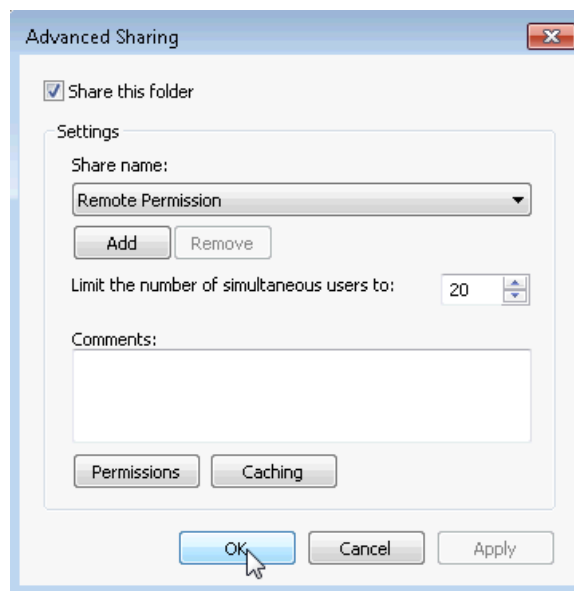 Advanced Sharing
Share this folder
Settings
Share name:
Remote Permission
Add Remove
Limit the number of simultaneous users to: 20
Comments:
Permissions Caching
OK Cancel Apply